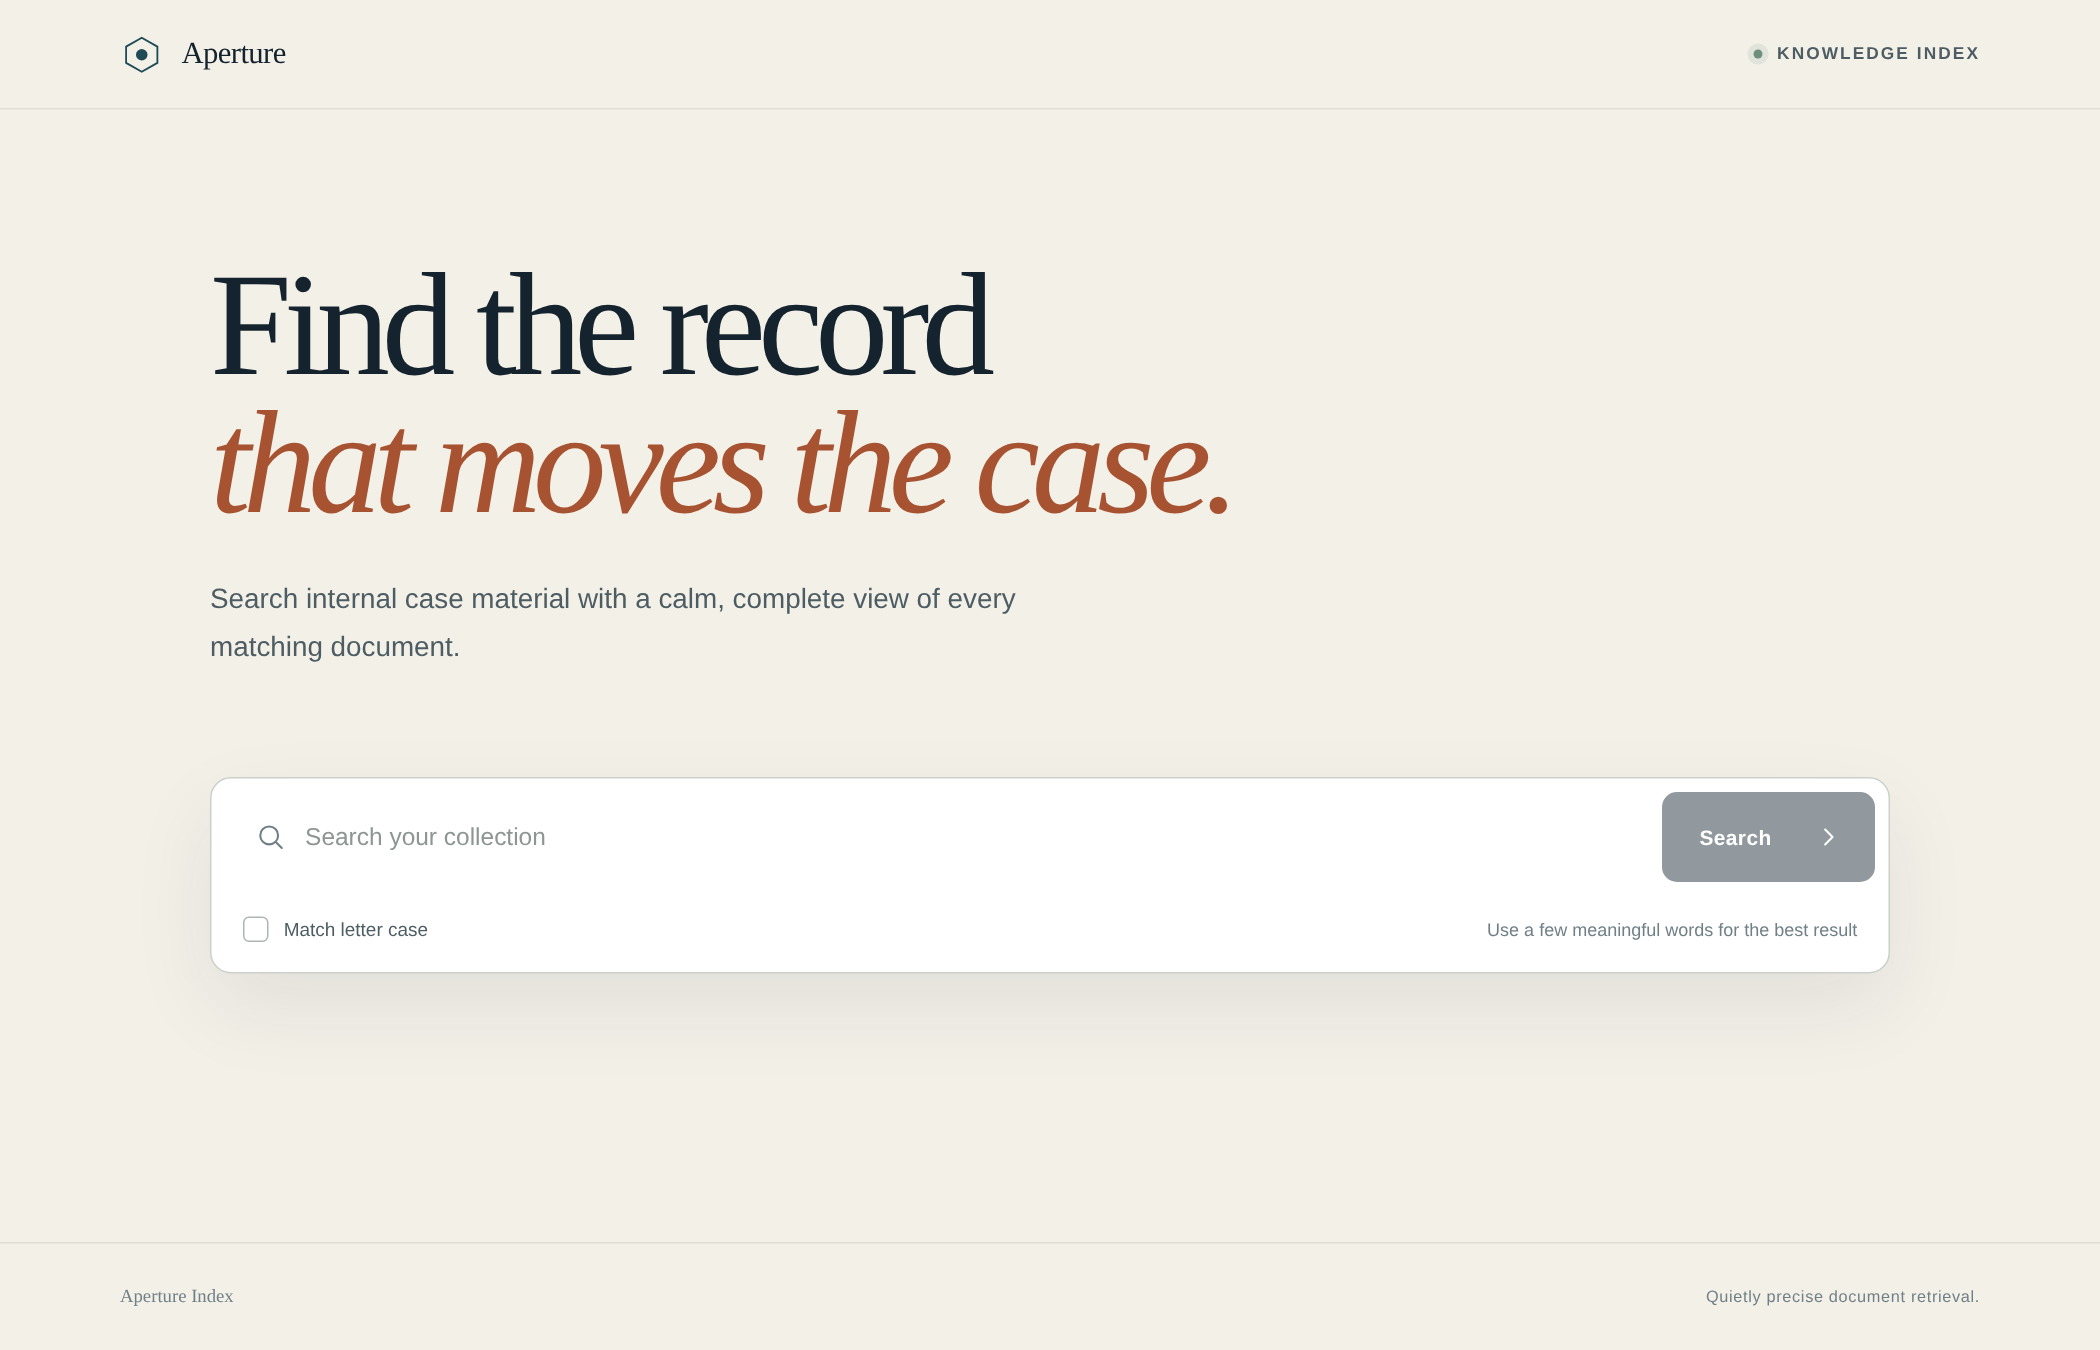 Aperture
KNOWLEDGE INDEX
Find the record
that moves the case.
Search internal case material with a calm, complete view of every
matching document.
Search your collection
Search
Match letter case
Use a few meaningful words for the best result
Aperture Index
Quietly precise document retrieval.